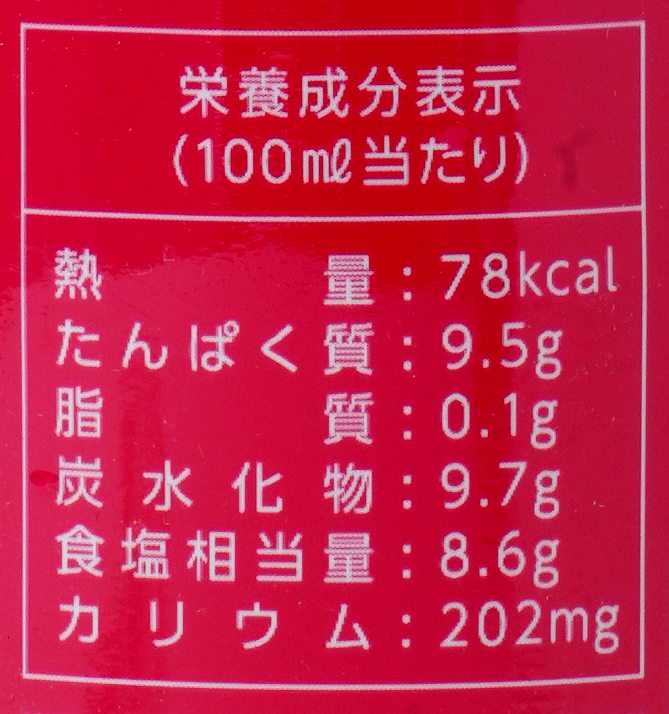 栄養成分表示
(100㎖当たり)
熱量：78kcal
たんぱく質：9.5g
脂質：0.1g
炭水化物：9.7g
食塩相当量：8.6g
カリウム：202mg